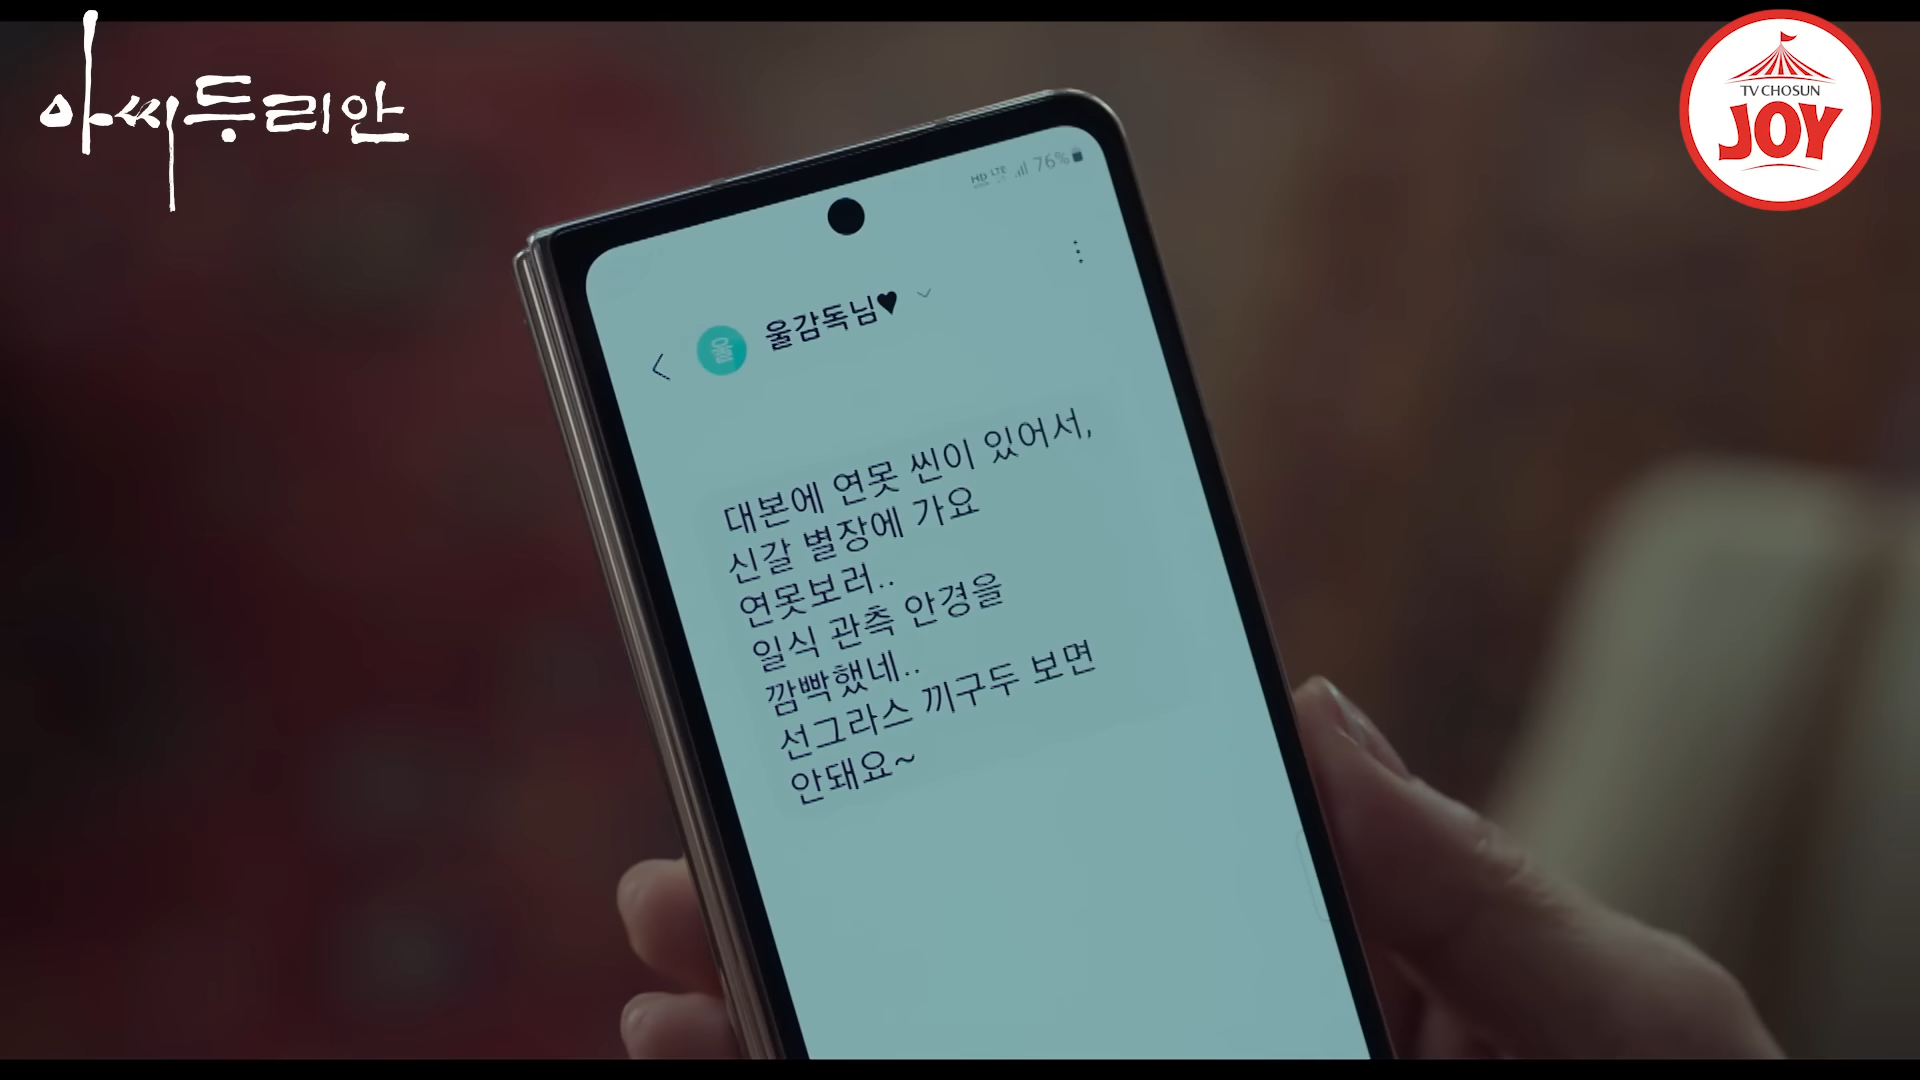 아씨두리안
TV CHOSUN
JOY
HD LTE 76%
울감독님♥
울
대본에 연못 씬이 있어서,
신갈 별장에 가요
연못보러..
일식 관측 안경을
깜빡했네..
선그라스 끼구두 보면
안돼요~